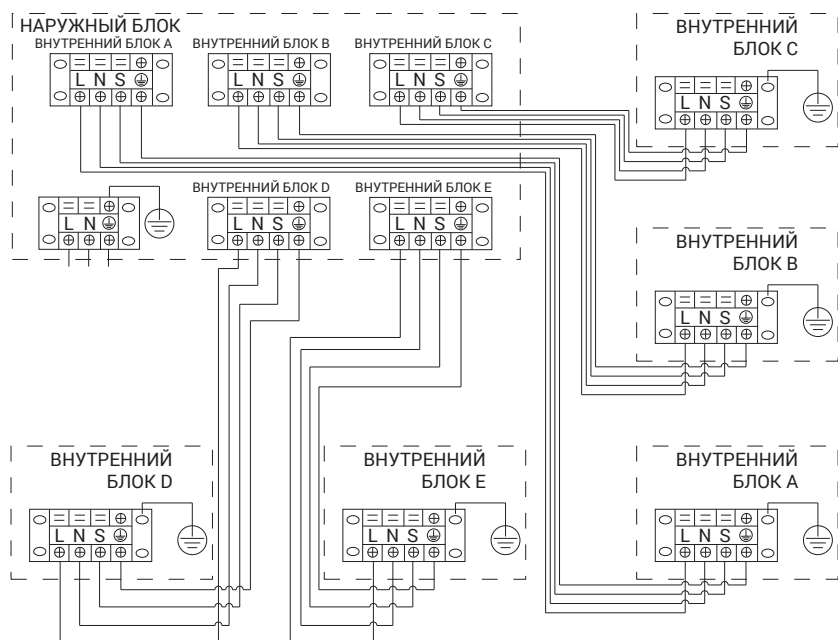 НАРУЖНЫЙ БЛОК
ВНУТРЕННИЙ БЛОК A
ВНУТРЕННИЙ БЛОК B
ВНУТРЕННИЙ БЛОК C
L N S
L N S
L N S
ВНУТРЕННИЙ
БЛОК C
L N S
ВНУТРЕННИЙ БЛОК D
ВНУТРЕННИЙ БЛОК E
L N
L N S
L N S
ВНУТРЕННИЙ
БЛОК B
L N S
ВНУТРЕННИЙ
БЛОК D
L N S
ВНУТРЕННИЙ
БЛОК E
L N S
ВНУТРЕННИЙ
БЛОК A
L N S